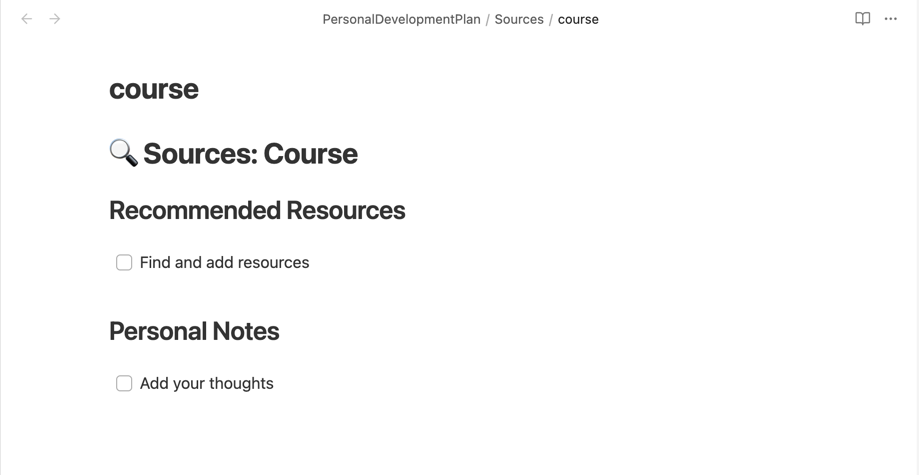 PersonalDevelopmentPlan / Sources / course
course
🔍 Sources: Course
Recommended Resources
Find and add resources
Personal Notes
Add your thoughts